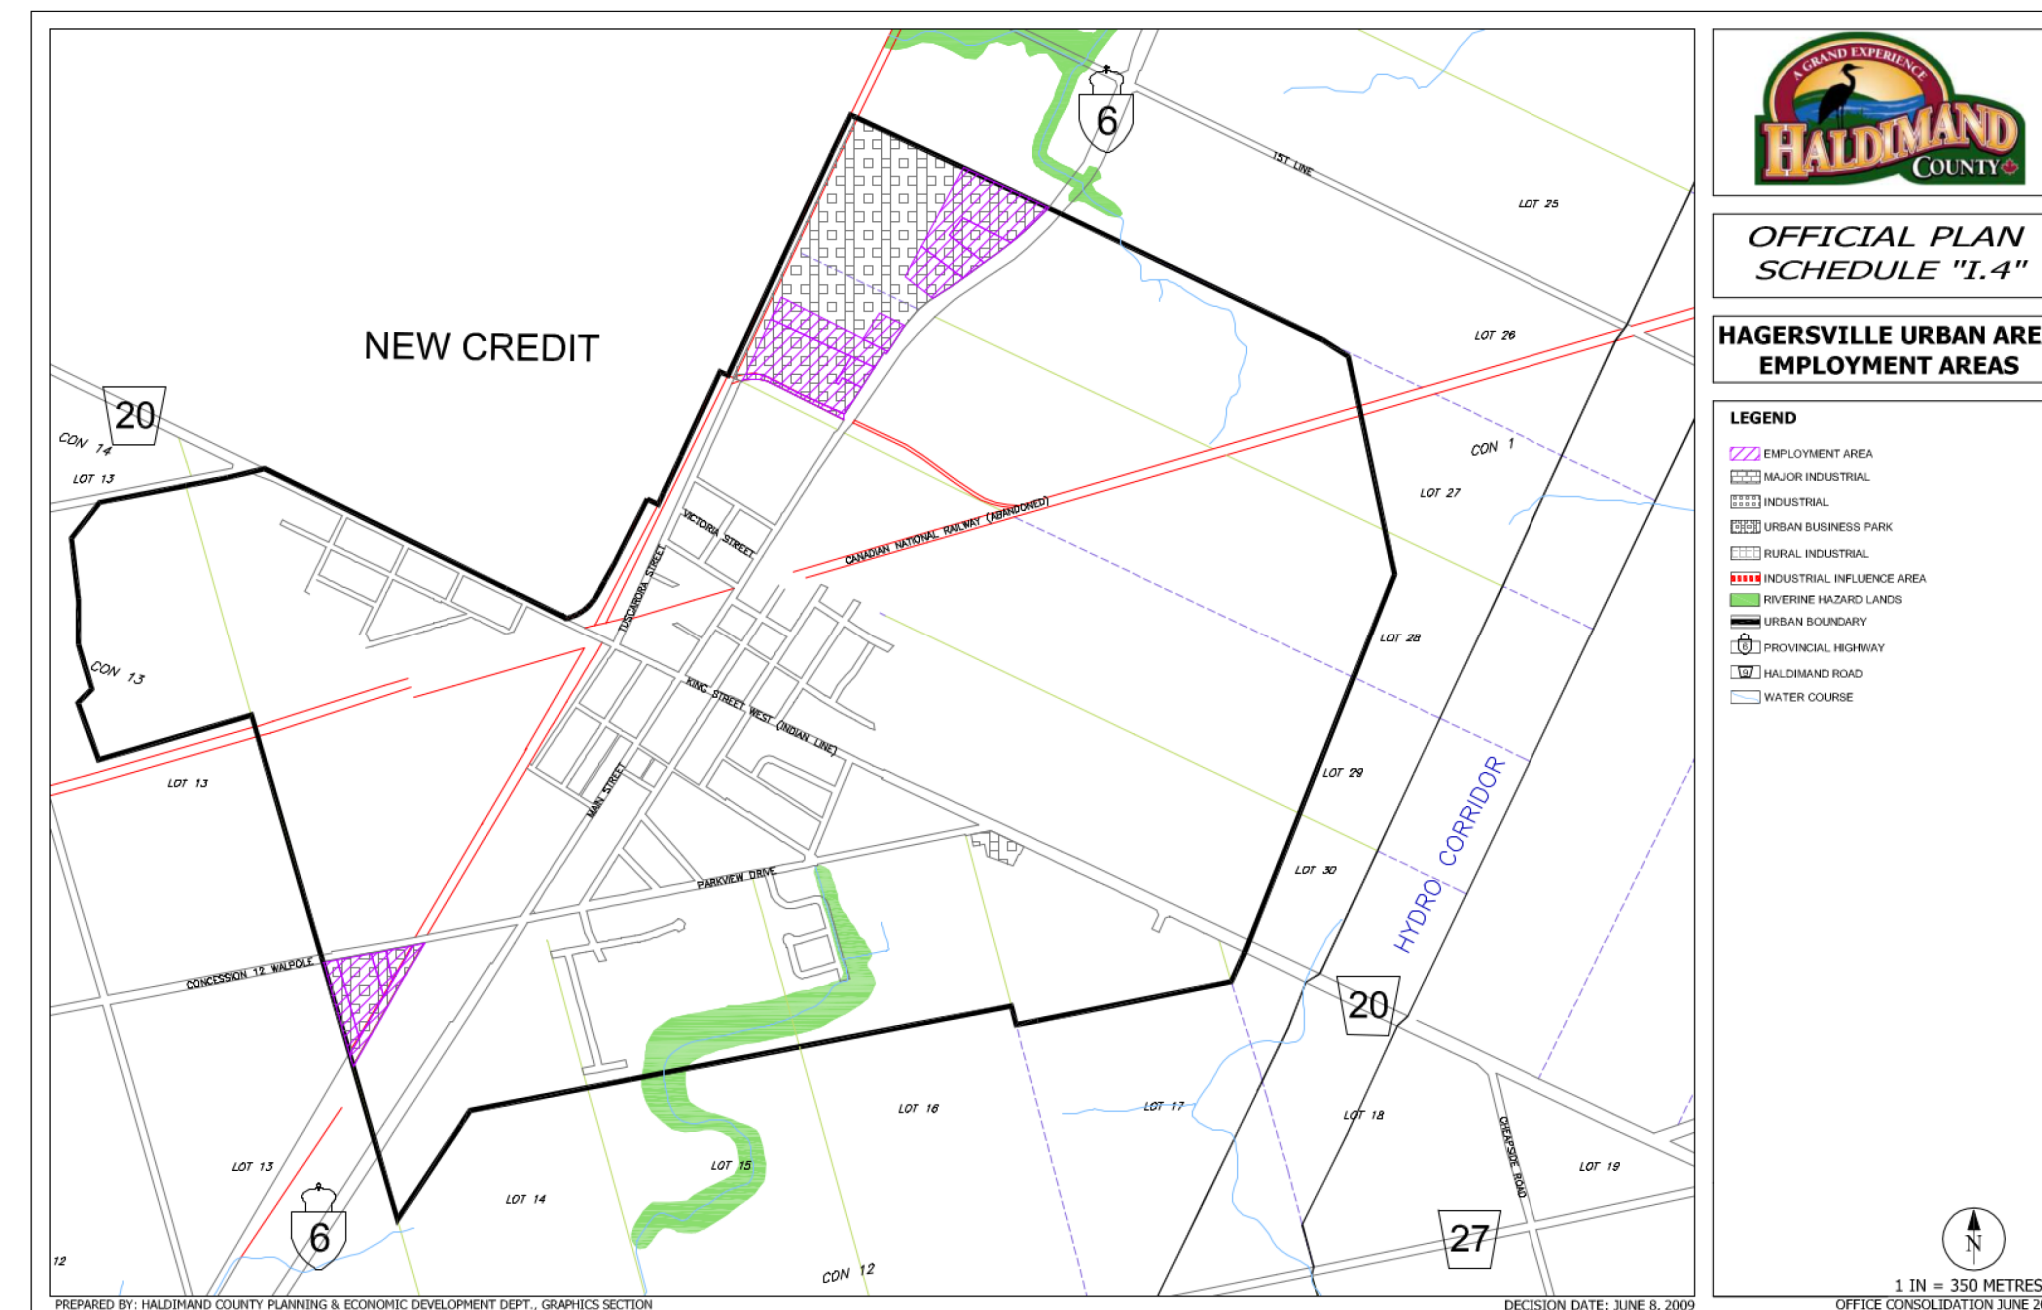 A GRAND EXPERIENCE
HALDIMAND
COUNTY
OFFICIAL PLAN
SCHEDULE "I.4"
HAGERSVILLE URBAN ARE
EMPLOYMENT AREAS
LEGEND
EMPLOYMENT AREA
MAJOR INDUSTRIAL
INDUSTRIAL
URBAN BUSINESS PARK
RURAL INDUSTRIAL
INDUSTRIAL INFLUENCE AREA
RIVERINE HAZARD LANDS
URBAN BOUNDARY
6 PROVINCIAL HIGHWAY
HALDIMAND ROAD
WATER COURSE
N
1 IN = 350 METRES
OFFICE CONSOLIDATION JUNE 2
6
1ST LINE
LOT 25
NEW CREDIT
LOT 26
20
CON 14
LOT 13
CON 1
LOT 27
VICTORIA STREET
CANADIAN NATIONAL RAILWAY (ABANDONED)
TUSCARORA STREET
LOT 28
CON 13
KING STREET WEST (INDIAN LINE)
LOT 13
MAIN STREET
LOT 29
HYDRO CORRIDOR
LOT 30
PARKVIEW DRIVE
CONCESSION 12 WALPOLE
20
LOT 16
LOT 17
LOT 18
CHEAPSIDE ROAD
LOT 13
LOT 15
LOT 19
LOT 14
6
27
12
CON 12
PREPARED BY: HALDIMAND COUNTY PLANNING & ECONOMIC DEVELOPMENT DEPT., GRAPHICS SECTION
DECISION DATE: JUNE 8, 2009